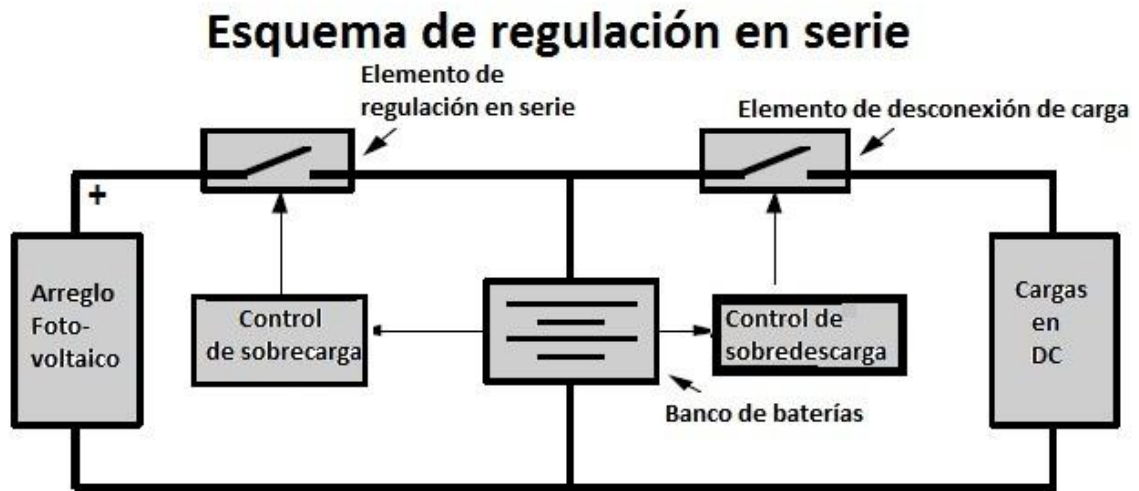 Esquema de regulación en serie
Elemento de
regulación en serie
Elemento de desconexión de carga
+
Arreglo
Foto-
voltaico
Control
de sobrecarga
Control de
sobredescarga
Cargas
en
DC
Banco de baterías